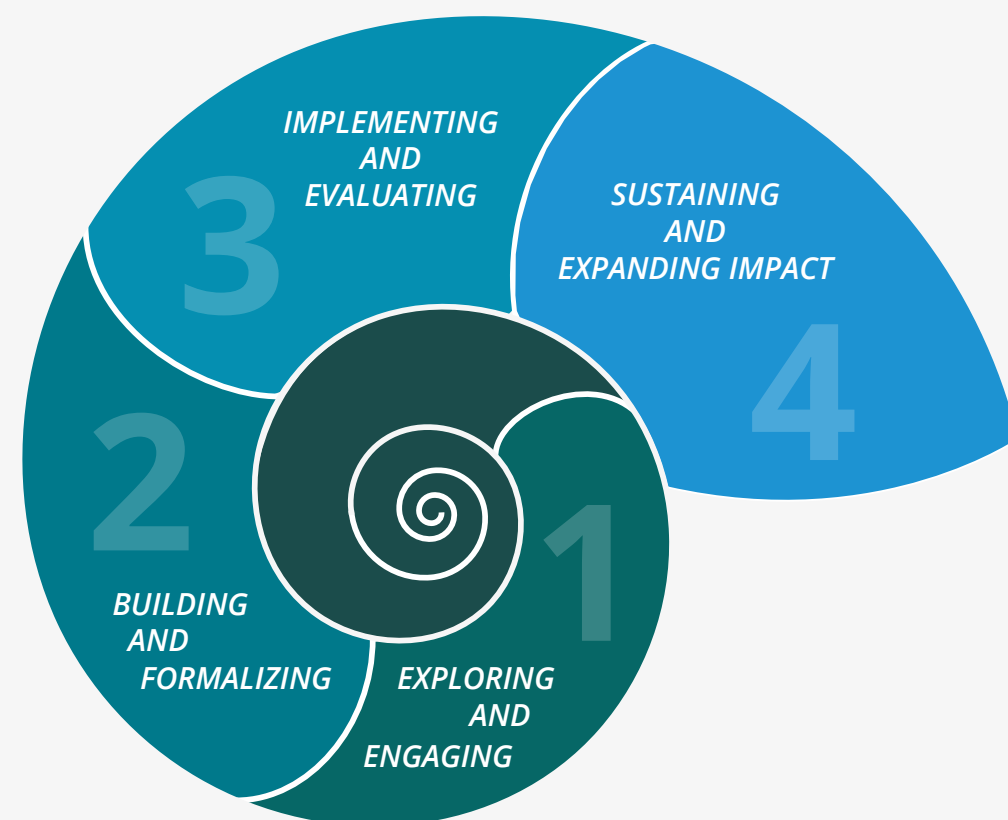 1
EXPLORING
AND
ENGAGING
2
BUILDING
AND
FORMALIZING
3
IMPLEMENTING
AND
EVALUATING
4
SUSTAINING
AND
EXPANDING IMPACT